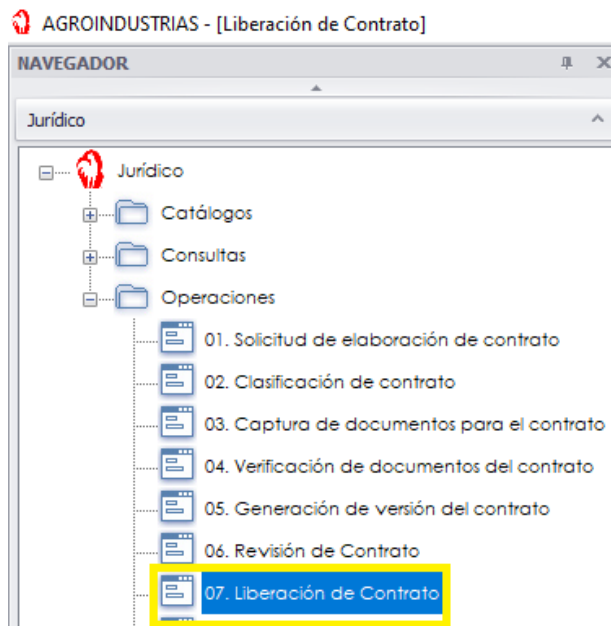 AGROINDUSTRIAS - [Liberación de Contrato]
NAVEGADOR
Jurídico
Jurídico
Catálogos
Consultas
Operaciones
01. Solicitud de elaboración de contrato
02. Clasificación de contrato
03. Captura de documentos para el contrato
04. Verificación de documentos del contrato
05. Generación de versión del contrato
06. Revisión de Contrato
07. Liberación de Contrato